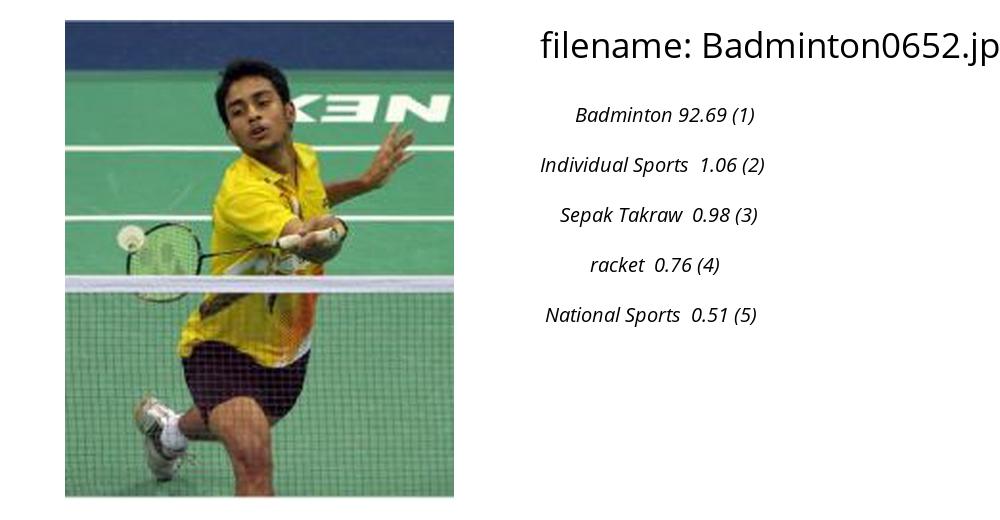 filename: Badminton0652.jp
Badminton 92.69 (1)
Individual Sports 1.06 (2)
Sepak Takraw 0.98 (3)
racket 0.76 (4)
National Sports 0.51 (5)